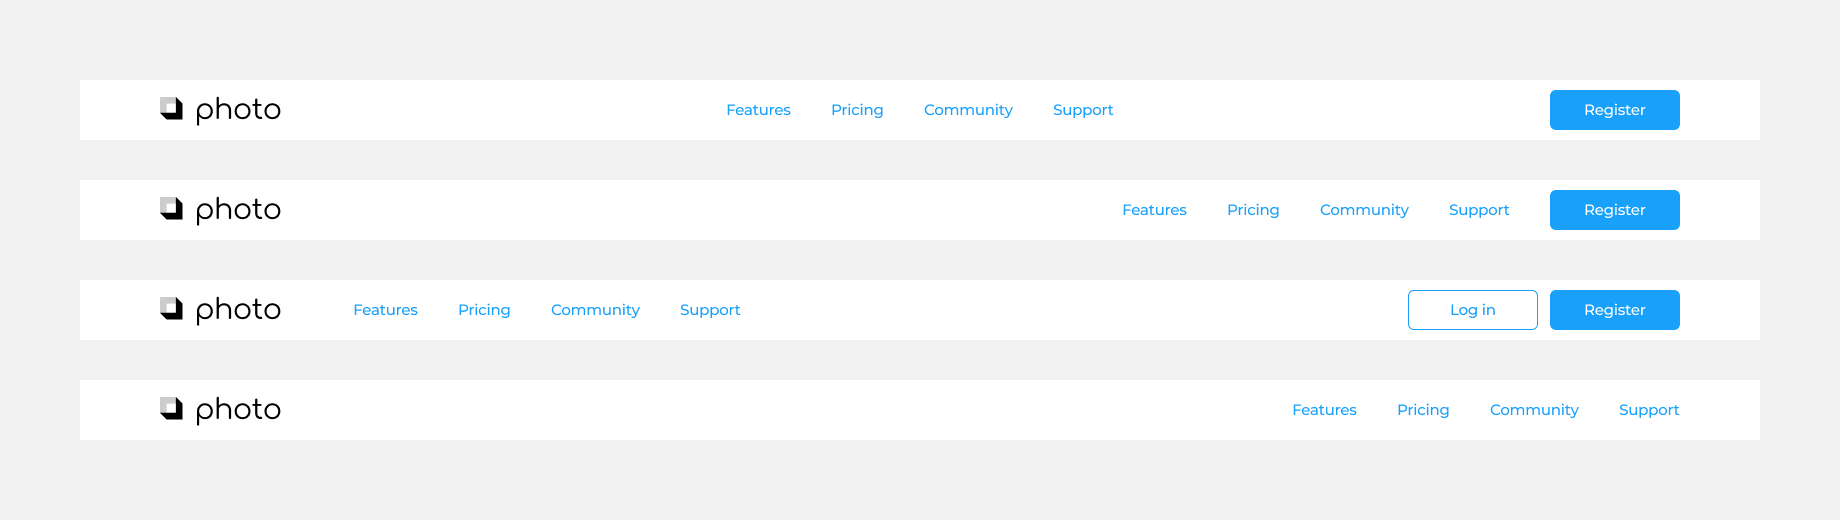 photo Features Pricing Community Support Register
photo Features Pricing Community Support Register
photo Features Pricing Community Support Log in Register
photo Features Pricing Community Support